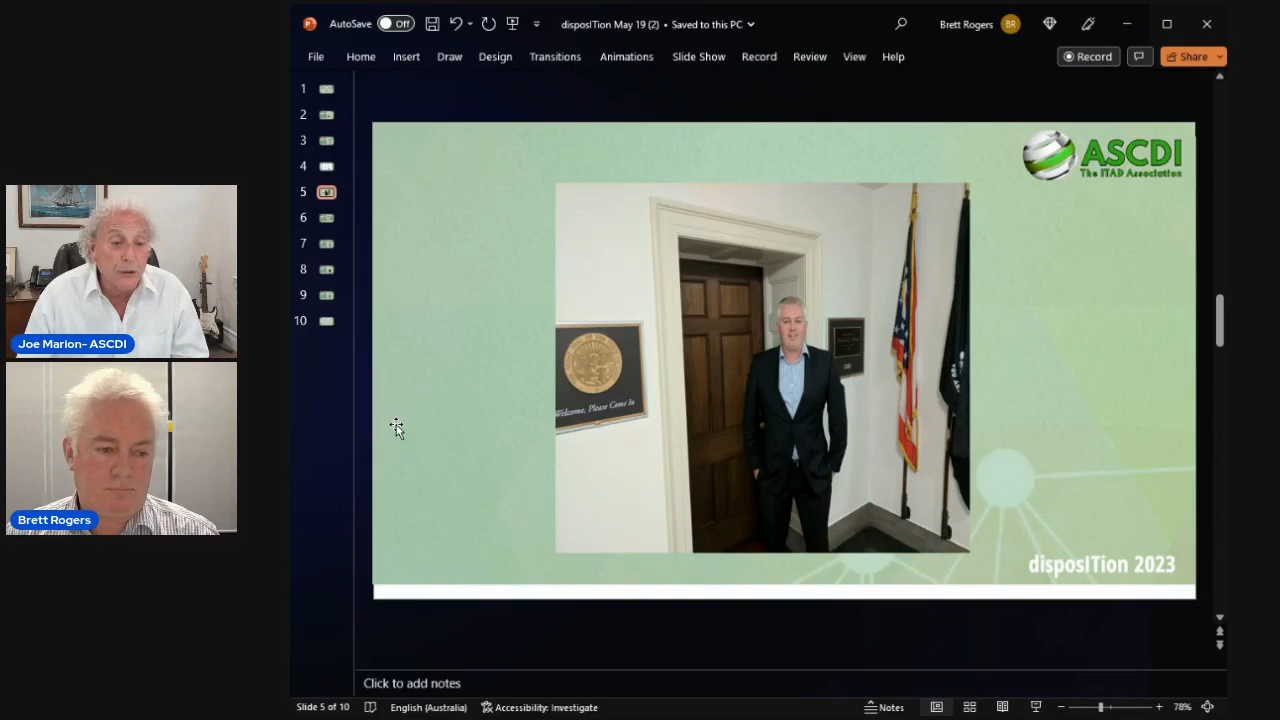 AutoSave
Off
disposITion May 19 (2) • Saved to this PC
Brett Rogers
BR
File
Home
Insert
Draw
Design
Transitions
Animations
Slide Show
Record
Review
View
Help
Record
Share
1
2
3
4
5
6
7
8
9
10
ASCDI
The ITAD Association
Welcome, Please Come In
YOU
disposITion 2023
Joe Marion- ASCDI
Brett Rogers
Click to add notes
Slide 5 of 10
English (Australia)
Accessibility: Investigate
Notes
78%